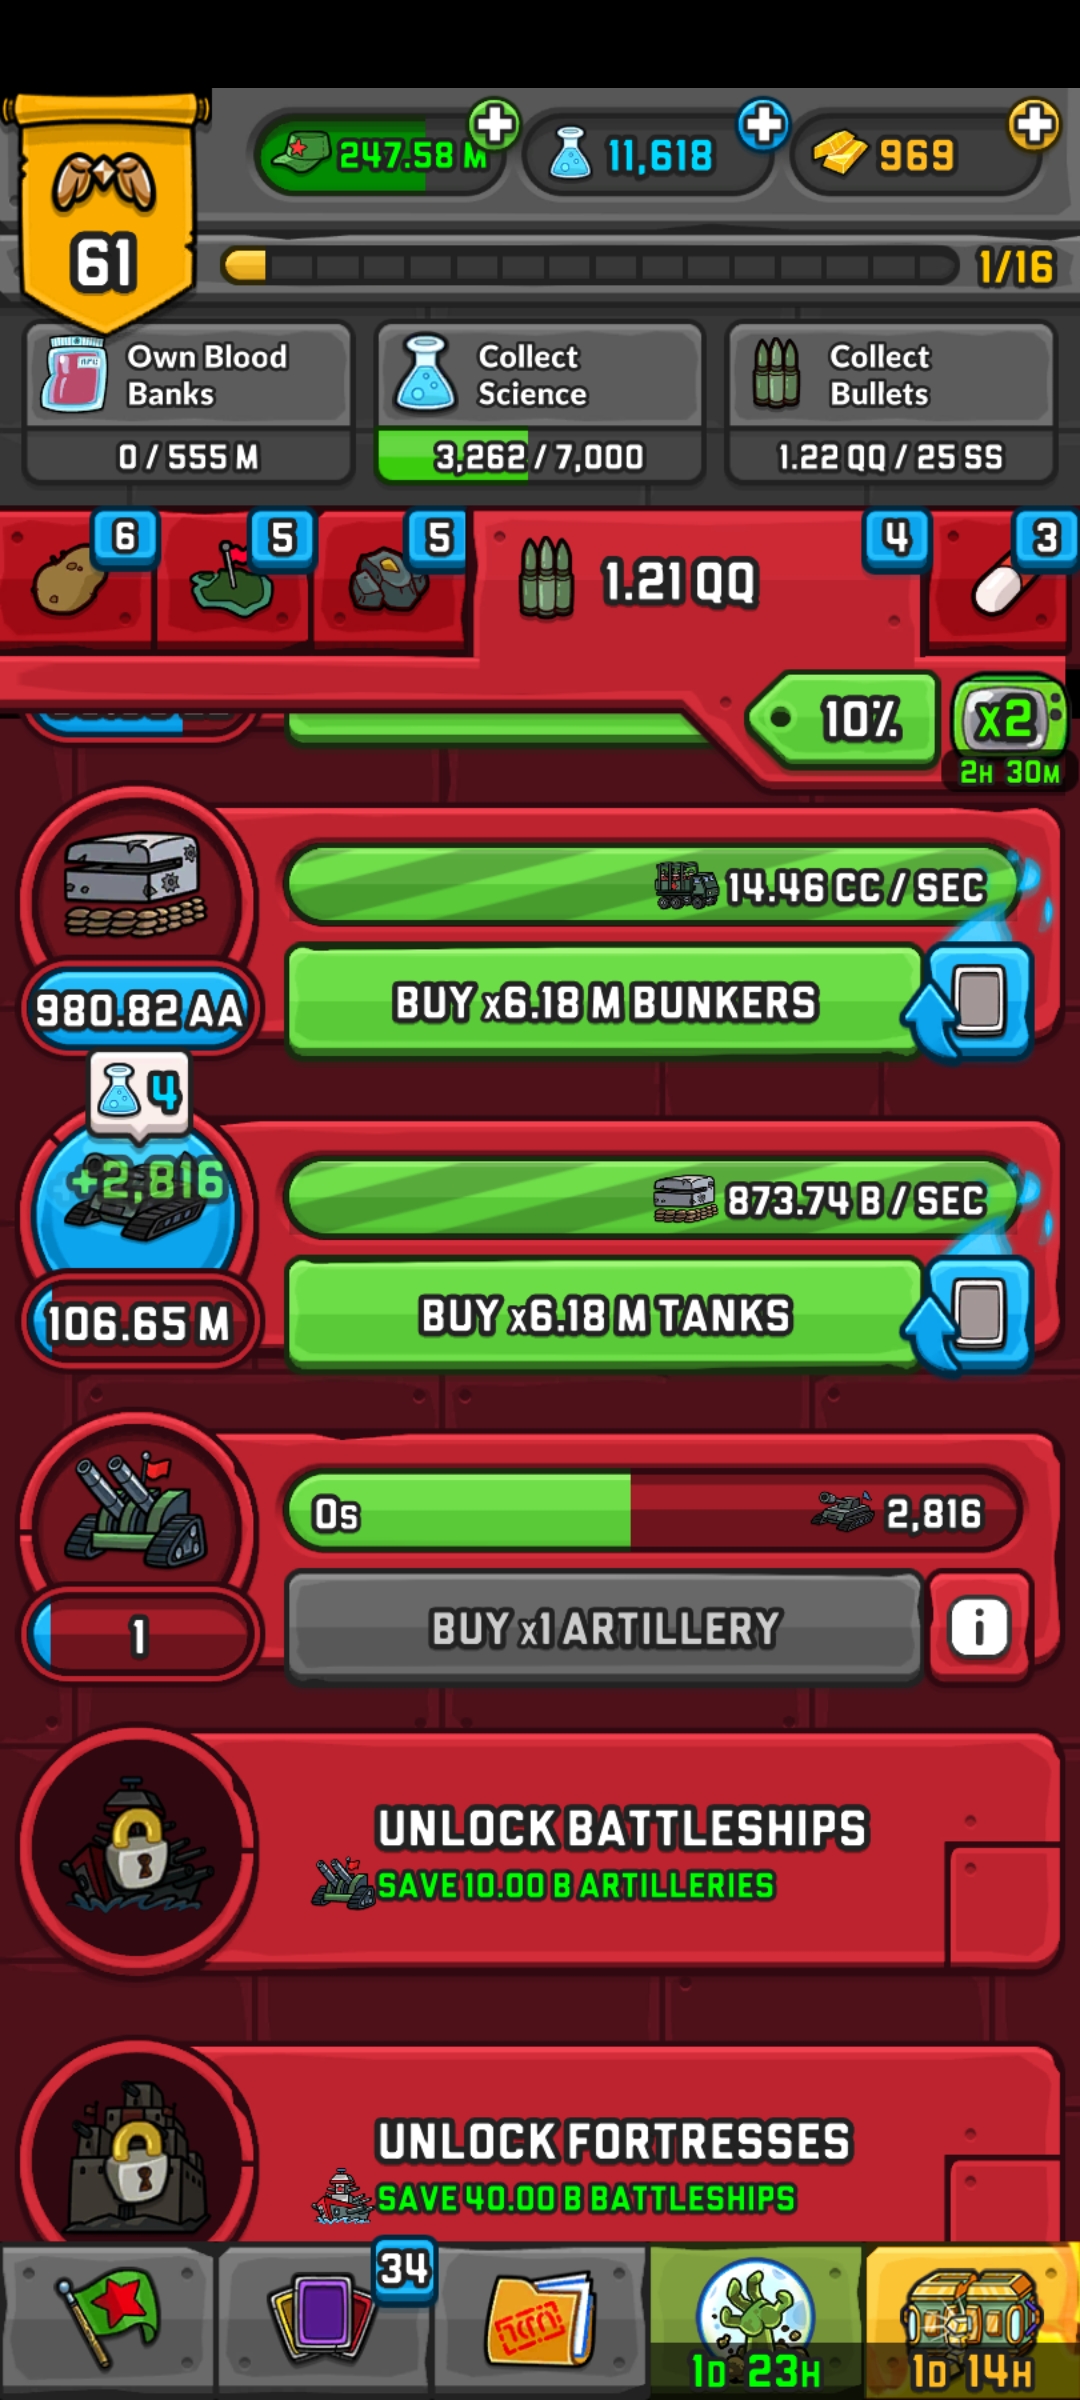 247.58 M
11,618
969
61
1/16
Own Blood
Banks
0 / 555 M
Collect
Science
3,262 / 7,000
Collect
Bullets
1.22 QQ / 25 SS
6
5
5
1.21 QQ
4
3
10%
x2
2H 30M
14.46 CC / SEC
980.82 AA
BUY x6.18 M BUNKERS
4
+2,816
873.74 B / SEC
106.65 M
BUY x6.18 M TANKS
0s
2,816
1
BUY x1 ARTILLERY
i
UNLOCK BATTLESHIPS
SAVE 10.00 B ARTILLERIES
UNLOCK FORTRESSES
SAVE 40.00 B BATTLESHIPS
34
1D 23H
1D 14H